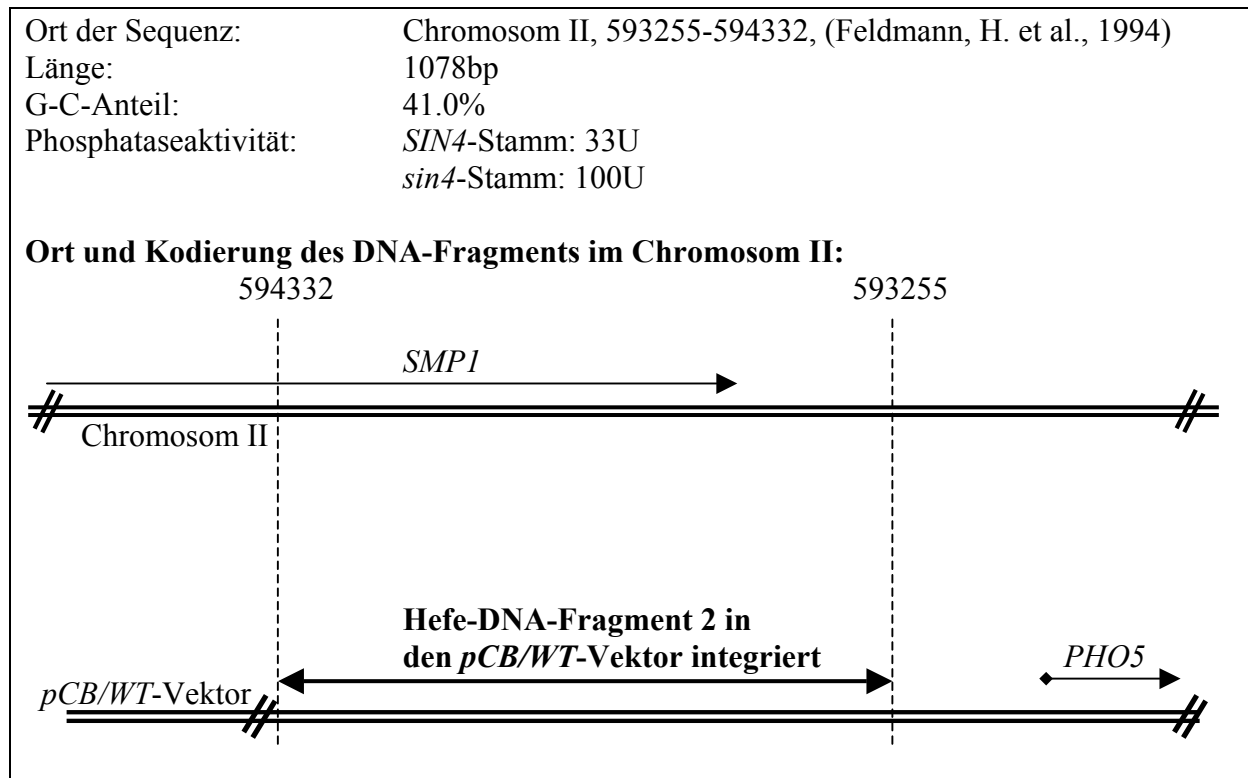 Ort der Sequenz: Chromosom II, 593255-594332, (Feldmann, H. et al., 1994)
Länge: 1078bp
G-C-Anteil: 41.0%
Phosphataseaktivität: SIN4-Stamm: 33U
sin4-Stamm: 100U
Ort und Kodierung des DNA-Fragments im Chromosom II:
594332 593255
SMP1
Chromosom II
Hefe-DNA-Fragment 2 in
den pCB/WT-Vektor integriert
PHO5
pCB/WT-Vektor